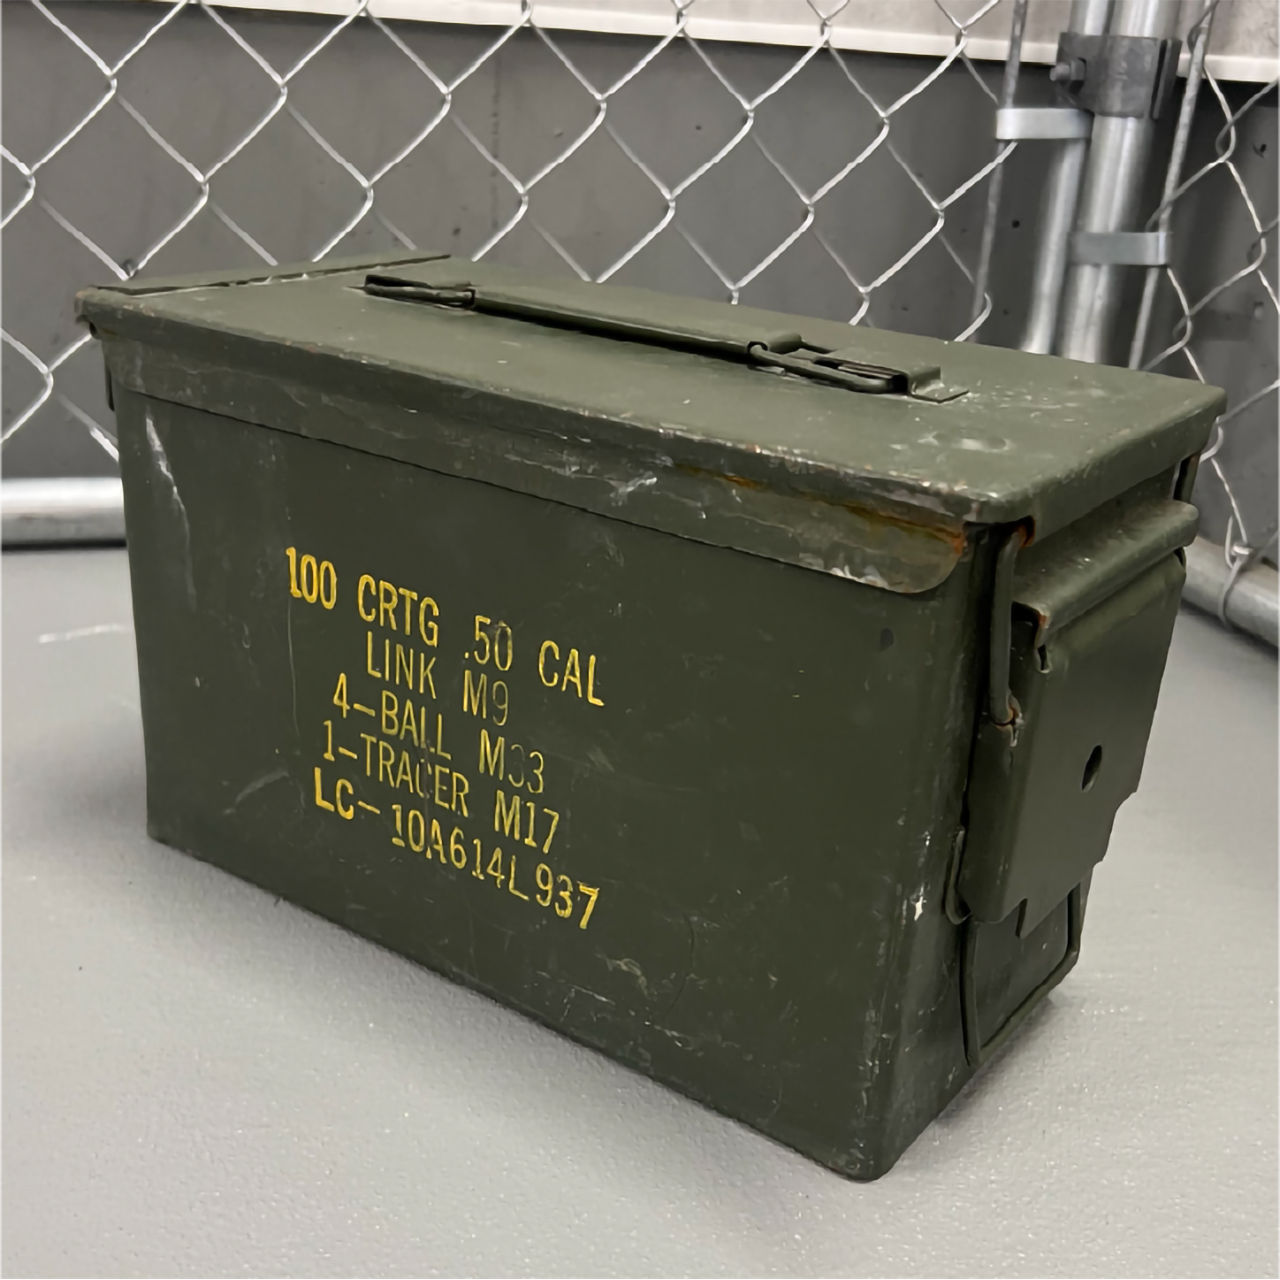 100 CRTG .50 CAL
LINK M9
4-BALL M33
1-TRACER M17
LC-10A614L937